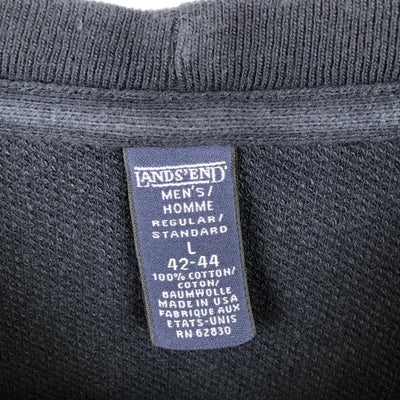 LANDS' END
MEN'S/
HOMME
REGULAR/
STANDARD
L
42-44
100% COTTON/
COTON/
BAUMWOLLE
MADE IN USA
FABRIQUE AUX
ETATS-UNIS
RN 62830